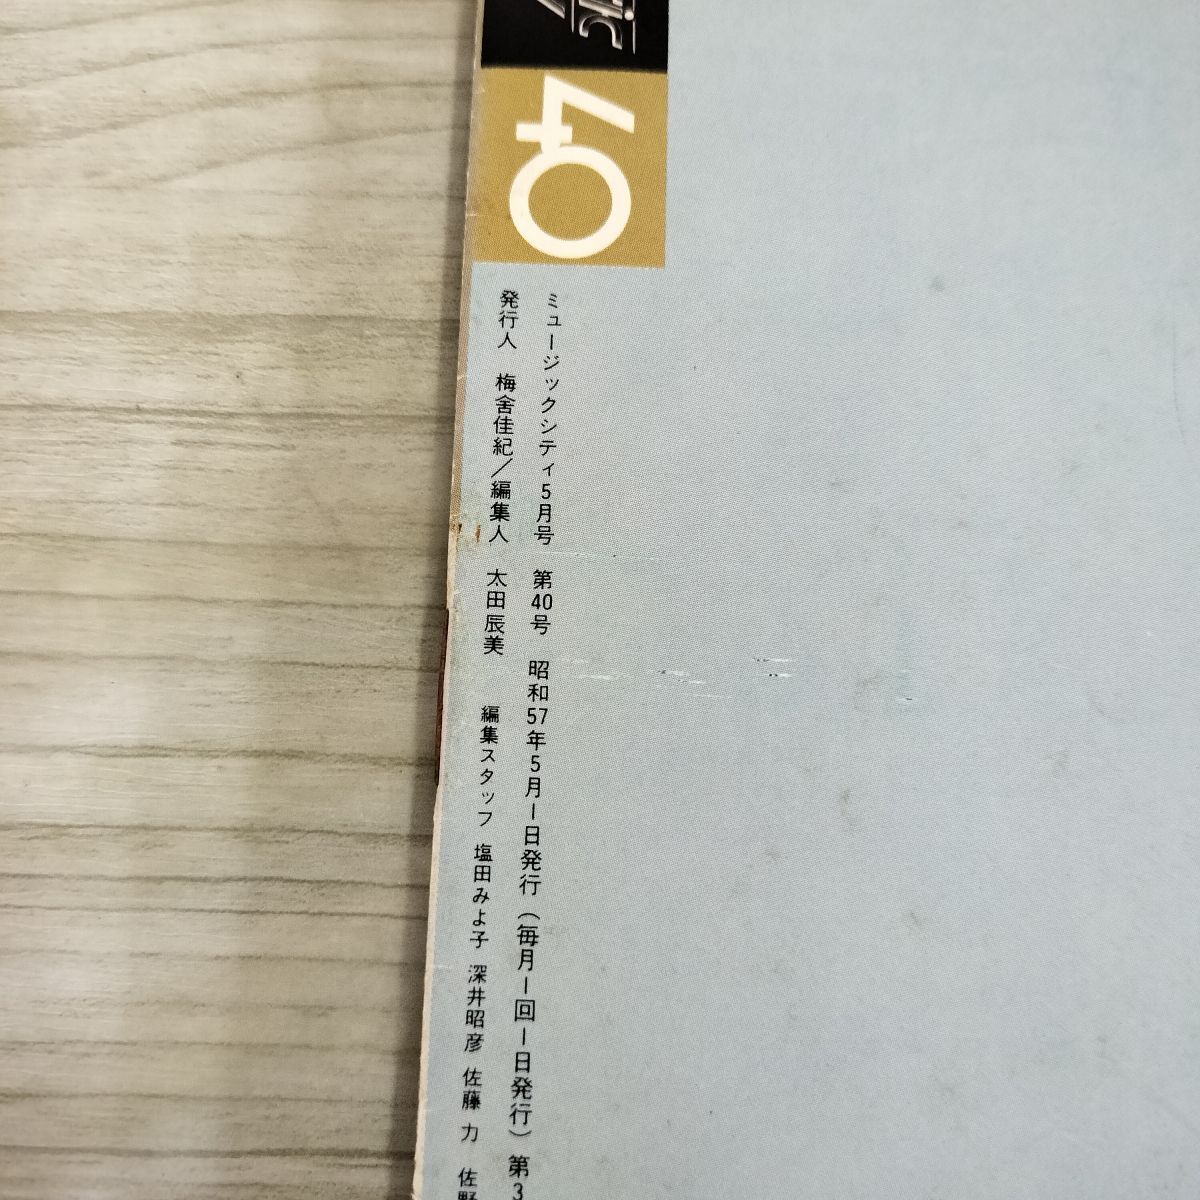 40
ミュージックシティ5月号 第40号 昭和57年5月1日発行（毎月1回1日発行）第3
発行人 梅舎佳紀／編集人 太田辰美 編集スタッフ 塩田みよ子 深井昭彦 佐藤 力 佐野